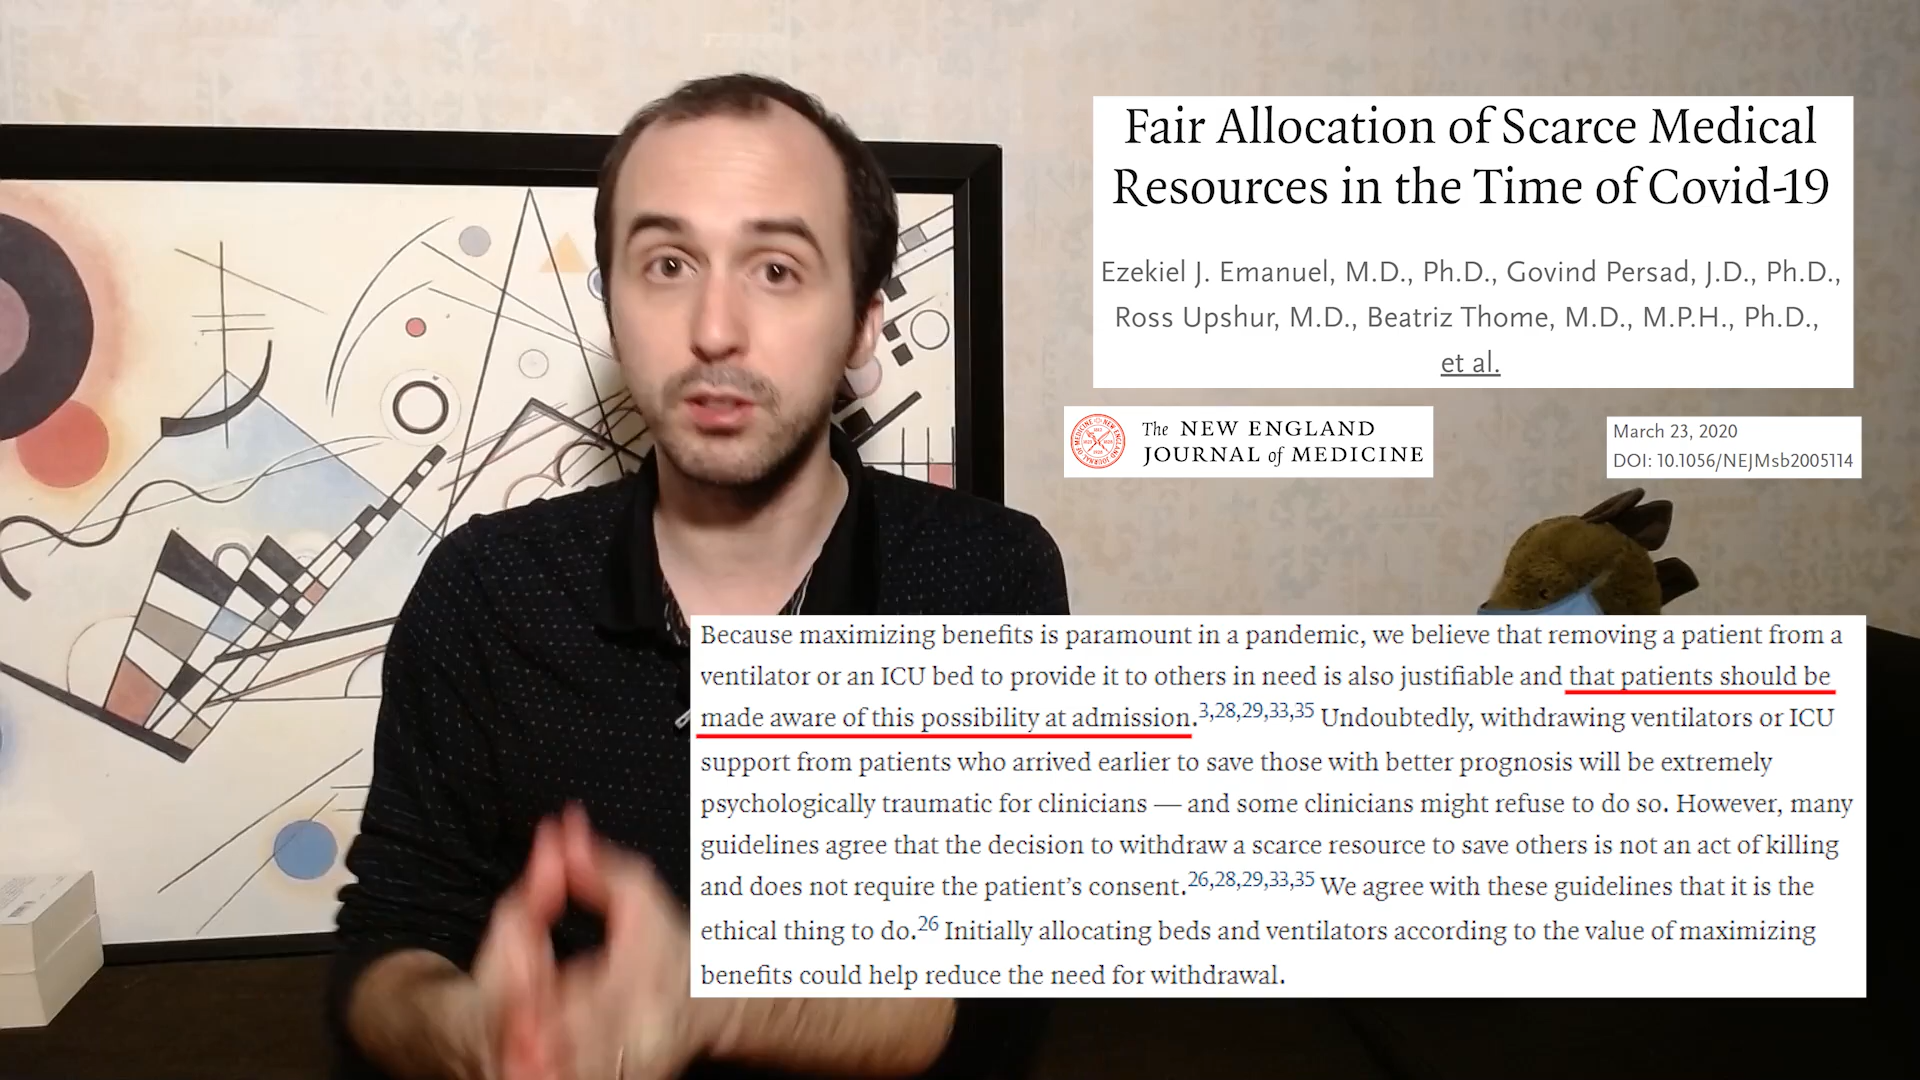 Fair Allocation of Scarce Medical
Resources in the Time of Covid-19
Ezekiel J. Emanuel, M.D., Ph.D., Govind Persad, J.D., Ph.D.,
Ross Upshur, M.D., Beatriz Thome, M.D., M.P.H., Ph.D.,
et al.
The NEW ENGLAND
JOURNAL of MEDICINE
March 23, 2020
DOI: 10.1056/NEJMsb2005114
Because maximizing benefits is paramount in a pandemic, we believe that removing a patient from a
ventilator or an ICU bed to provide it to others in need is also justifiable and that patients should be
made aware of this possibility at admission.3,28,29,33,35 Undoubtedly, withdrawing ventilators or ICU
support from patients who arrived earlier to save those with better prognosis will be extremely
psychologically traumatic for clinicians — and some clinicians might refuse to do so. However, many
guidelines agree that the decision to withdraw a scarce resource to save others is not an act of killing
and does not require the patient's consent.26,28,29,33,35 We agree with these guidelines that it is the
ethical thing to do.26 Initially allocating beds and ventilators according to the value of maximizing
benefits could help reduce the need for withdrawal.